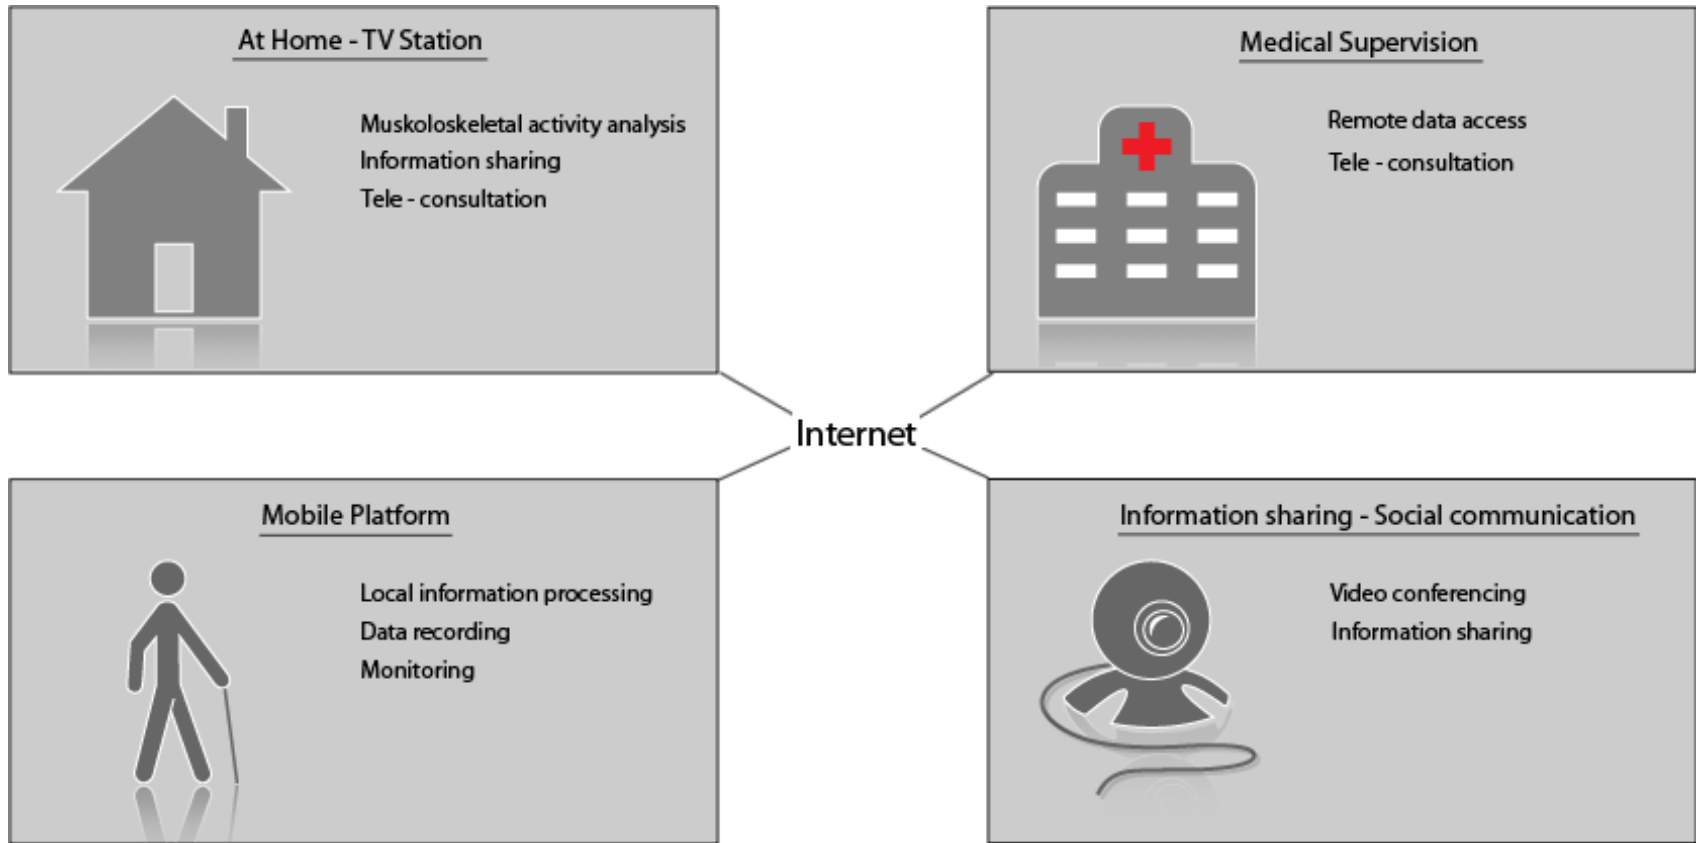 At Home - TV Station
Muskoloskeletal activity analysis
Information sharing
Tele - consultation
Medical Supervision
Remote data access
Tele - consultation
Internet
Mobile Platform
Local information processing
Data recording
Monitoring
Information sharing - Social communication
Video conferencing
Information sharing